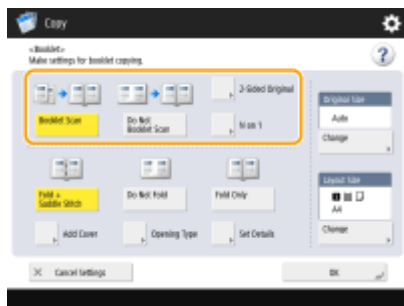 Copy
<Booklet>
Make settings for booklet copying.
?
2-Sided Original
Booklet Scan
Do Not
Booklet Scan
N on 1
Original Size
Auto
Change
Fold +
Saddle Stitch
Do Not Fold
Fold Only
Layout Size
A4
Add Cover
Opening Type
Set Details
Change
× Cancel Settings
OK